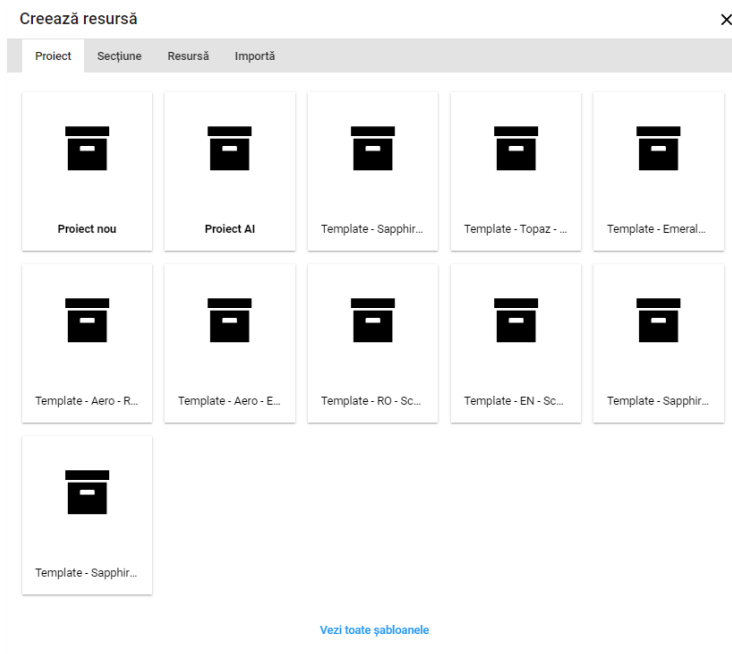 Creează resursă
Proiect Secțiune Resursă Importă
Proiect nou
Proiect AI
Template - Sapphir...
Template - Topaz - ...
Template - Emeral...
Template - Aero - R...
Template - Aero - E...
Template - RO - Sc...
Template - EN - Sc...
Template - Sapphir...
Template - Sapphir...
Vezi toate șabloanele